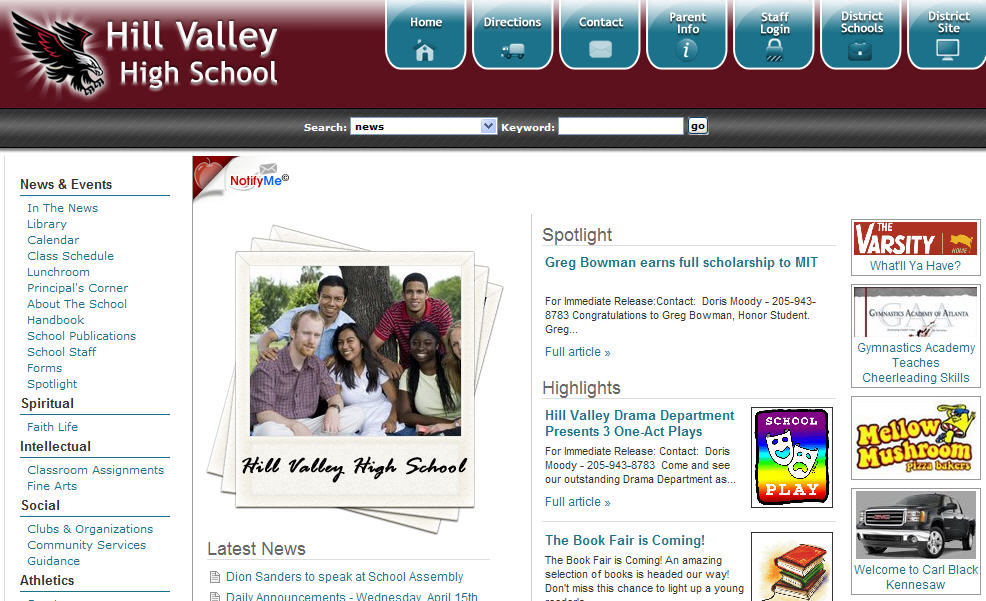 Hill Valley
High School
Home
Directions
Contact
Parent
Info
Staff
Login
District
Schools
District
Site
Search: news Keyword: go
News & Events
In The News
Library
Calendar
Class Schedule
Lunchroom
Principal's Corner
About The School
Handbook
School Publications
School Staff
Forms
Spotlight
Spiritual
Faith Life
Intellectual
Classroom Assignments
Fine Arts
Social
Clubs & Organizations
Community Services
Guidance
Athletics
NotifyMe©
Hill Valley High School
Latest News
Dion Sanders to speak at School Assembly
Daily Announcements - Wednesday, April 15th
Spotlight
Greg Bowman earns full scholarship to MIT
For Immediate Release:Contact: Doris Moody - 205-943-
8783 Congratulations to Greg Bowman, Honor Student.
Greg...
Full article »
Highlights
Hill Valley Drama Department
Presents 3 One-Act Plays
For Immediate Release: Contact: Doris
Moody - 205-943-8783 Come and see
our outstanding Drama Department as...
Full article »
SCHOOL
PLAY
The Book Fair is Coming!
The Book Fair is Coming! An amazing
selection of books is headed our way!
Don't miss this chance to light up a young
THE
VARSITY
HOME
What'll Ya Have?
GYMNASTICS ACADEMY OF ATLANTA
GAA
Gymnastics Academy
Teaches
Cheerleading Skills
Mellow
Mushroom
pizza bakers
Welcome to Carl Black
Kennesaw